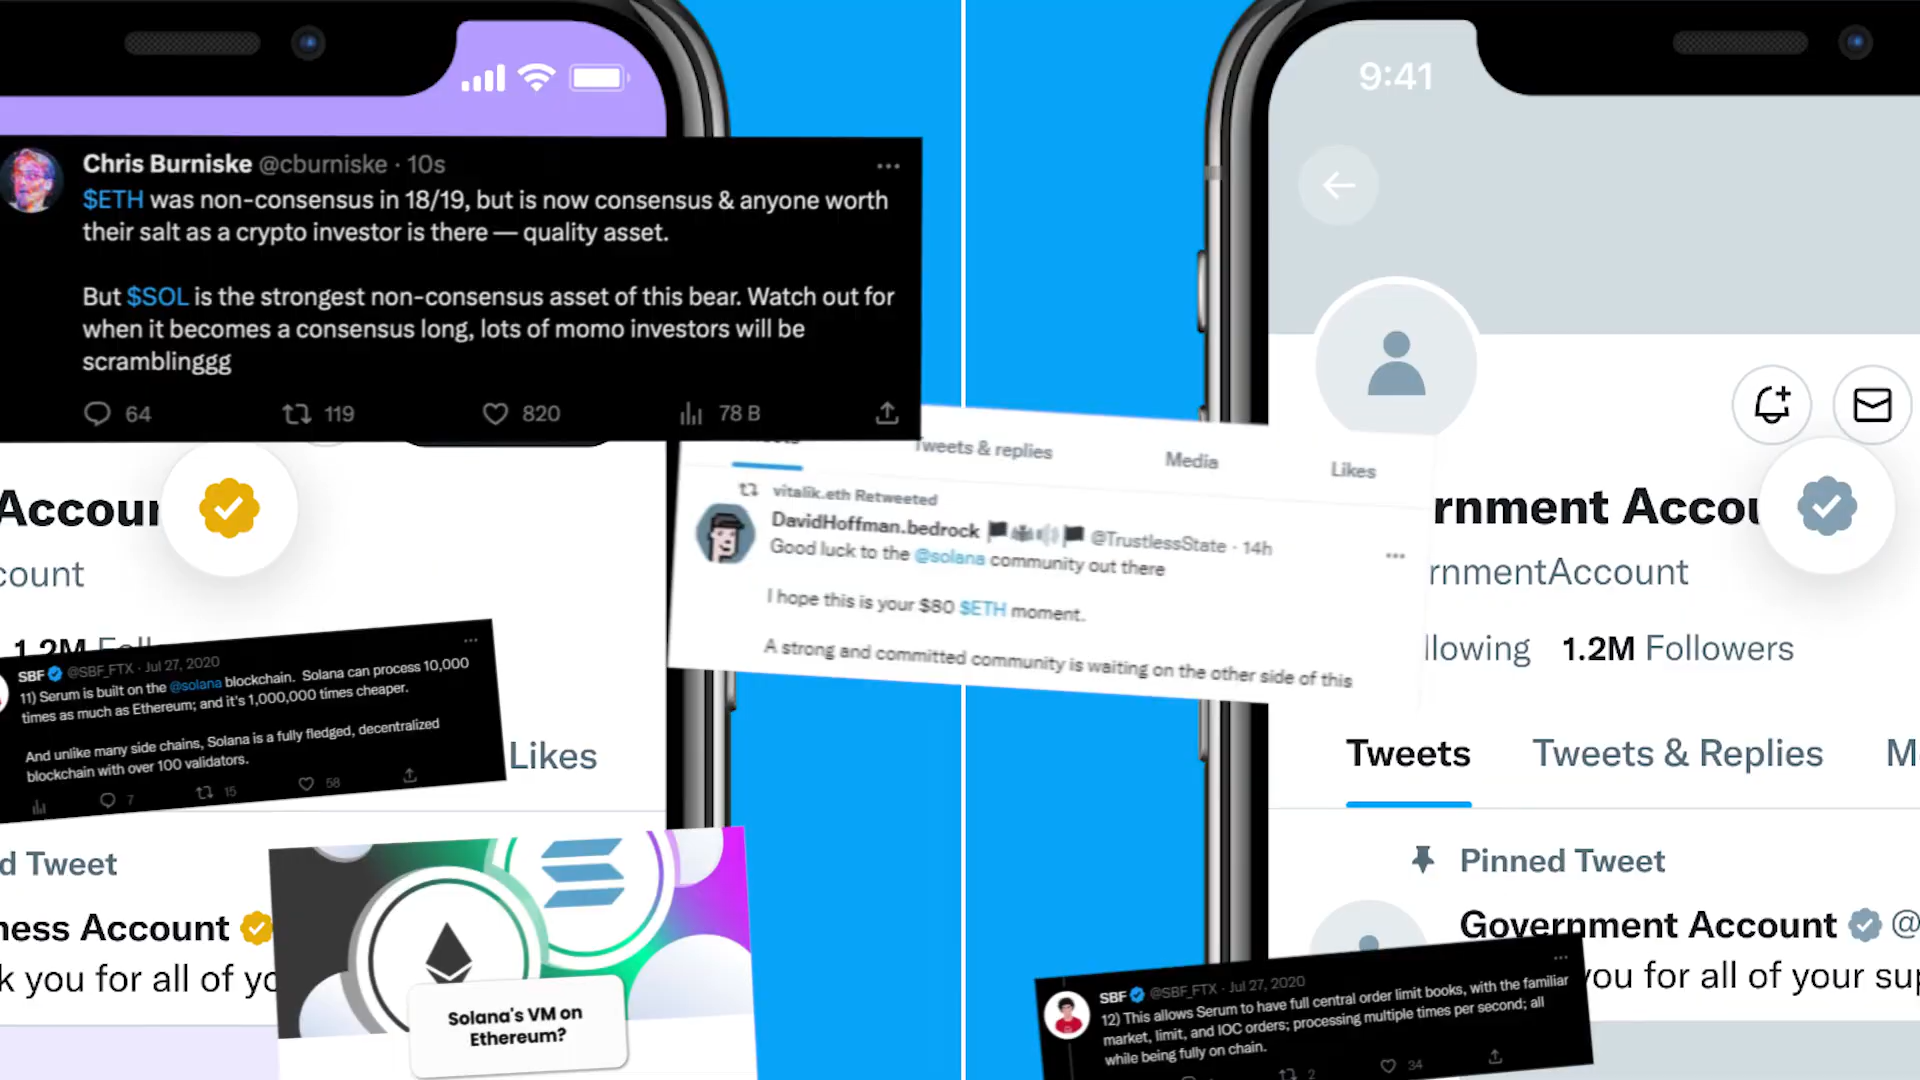 9:41
Chris Burniske @cburniske · 10s
$ETH was non-consensus in 18/19, but is now consensus & anyone worth
their salt as a crypto investor is there — quality asset.
But $SOL is the strongest non-consensus asset of this bear. Watch out for
when it becomes a consensus long, lots of momo investors will be
scramblinggg
64 119 820 78 B
Tweets & replies Media Likes
vitalik.eth Retweeted
DavidHoffman.bedrock @TrustlessState · 14h
Good luck to the @solana community out there
I hope this is your $80 $ETH moment.
A strong and committed community is waiting on the other side of this
Accou
count
1.2M Foll
SBF @SBF_FTX · Jul 27, 2020
11) Serum is built on the @solana blockchain. Solana can process 10,000
times as much as Ethereum; and it's 1,000,000 times cheaper.
And unlike many side chains, Solana is a fully fledged, decentralized
blockchain with over 100 validators.
7 15 58
Likes
d Tweet
ness Account
k you for all of yo
Solana's VM on
Ethereum?
rnment Accou
rnmentAccount
llowing 1.2M Followers
Tweets Tweets & Replies M
Pinned Tweet
Government Account @
you for all of your sup
SBF @SBF_FTX · Jul 27, 2020
12) This allows Serum to have full central order limit books, with the familiar
market, limit, and IOC orders; processing multiple times per second; all
while being fully on chain.
2 34